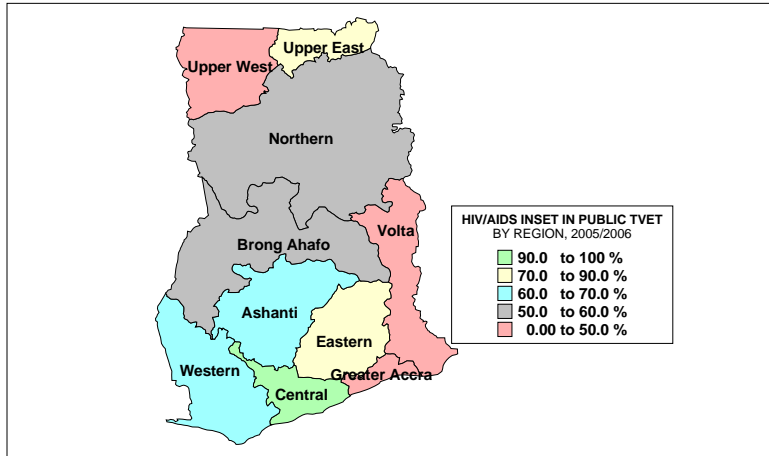 Upper East
Upper West
Northern
Volta
Brong Ahafo
Ashanti
Eastern
Western
Greater Accra
Central
HIV/AIDS INSET IN PUBLIC TVET
BY REGION, 2005/2006
90.0 to 100 %
70.0 to 90.0 %
60.0 to 70.0 %
50.0 to 60.0 %
0.00 to 50.0 %